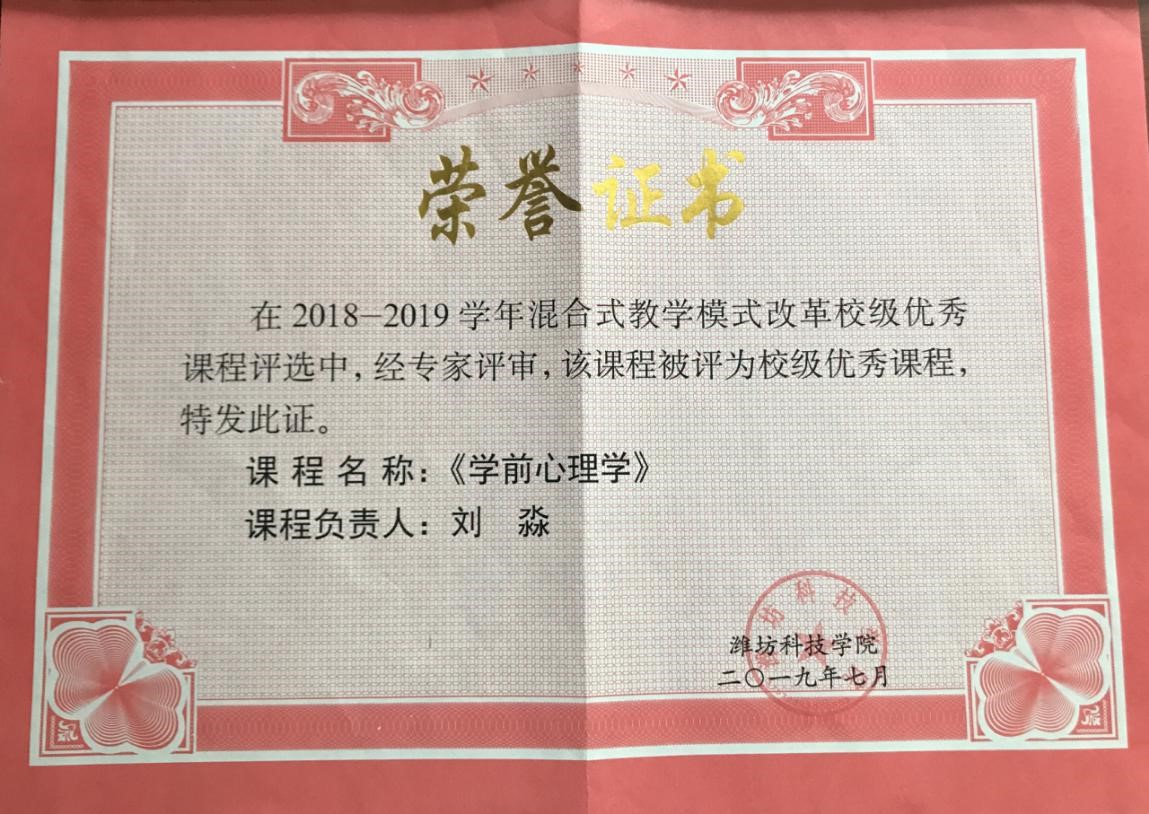 荣誉证书
在2018—2019学年混合式教学模式改革校级优秀
课程评选中，经专家评审，该课程被评为校级优秀课程，
特发此证。
课程名称：《学前心理学》
课程负责人：刘　淼
潍坊科技学院
二〇一九年七月
坊科技学